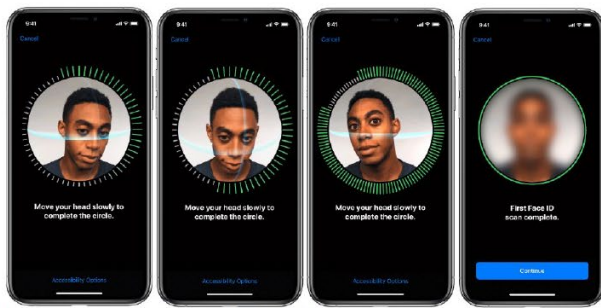 9:41
Cancel
Move your head slowly to
complete the circle.
Accessibility Options
9:41
Cancel
Move your head slowly to
complete the circle.
Accessibility Options
9:41
Cancel
Move your head slowly to
complete the circle.
Accessibility Options
9:41
Cancel
First Face ID
scan complete.
Continue